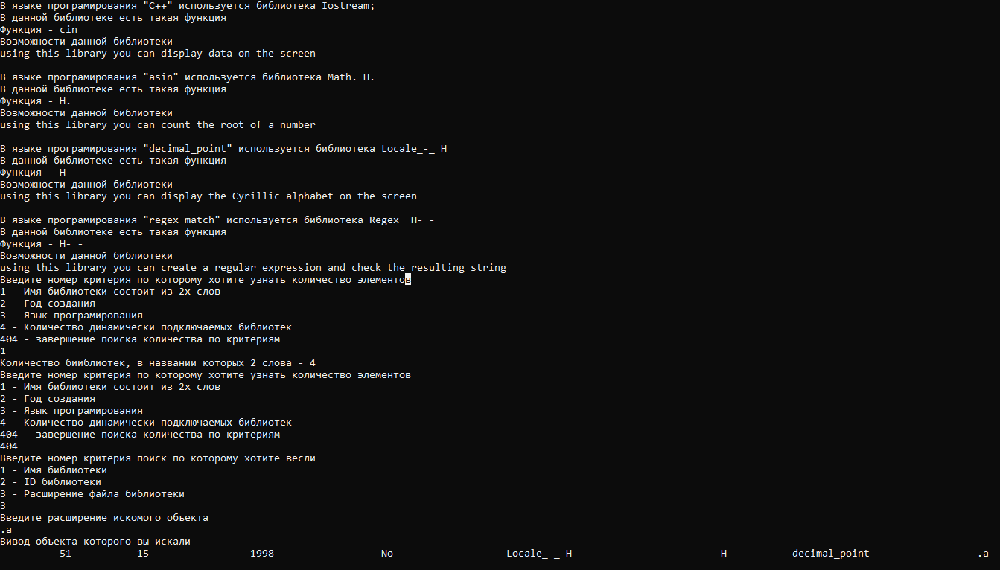 В языке програмирования "C++" используется библиотека Iostream;
В данной библиотеке есть такая функция
Функция - cin
Возможности данной библиотеки
using this library you can display data on the screen
В языке програмирования "asin" используется библиотека Math. H.
В данной библиотеке есть такая функция
Функция - H.
Возможности данной библиотеки
using this library you can count the root of a number
В языке програмирования "decimal_point" используется библиотека Locale_-_ H
В данной библиотеке есть такая функция
Функция - H
Возможности данной библиотеки
using this library you can display the Cyrillic alphabet on the screen
В языке програмирования "regex_match" используется библиотека Regex_ H-_-
В данной библиотеке есть такая функция
Функция - H-_-
Возможности данной библиотеки
using this library you can create a regular expression and check the resulting string
Введите номер критерия по которому хотите узнать количество элементов
1 - Имя библиотеки состоит из 2х слов
2 - Год создания
3 - Язык програмирования
4 - Количество динамически подключаемых библиотек
404 - завершение поиска количества по критериям
1
Количество бииблиотек, в названии которых 2 слова - 4
Введите номер критерия по которому хотите узнать количество элементов
1 - Имя библиотеки состоит из 2х слов
2 - Год создания
3 - Язык програмирования
4 - Количество динамически подключаемых библиотек
404 - завершение поиска количества по критериям
404
Введите номер критерия поиск по которому хотите весли
1 - Имя библиотеки
2 - ID библиотеки
3 - Расширение файла библиотеки
3
Введите расширение искомого объекта
.a
Вывод объекта которого вы искали
- 51 15 1998 No Locale_-_ H H decimal_point .a